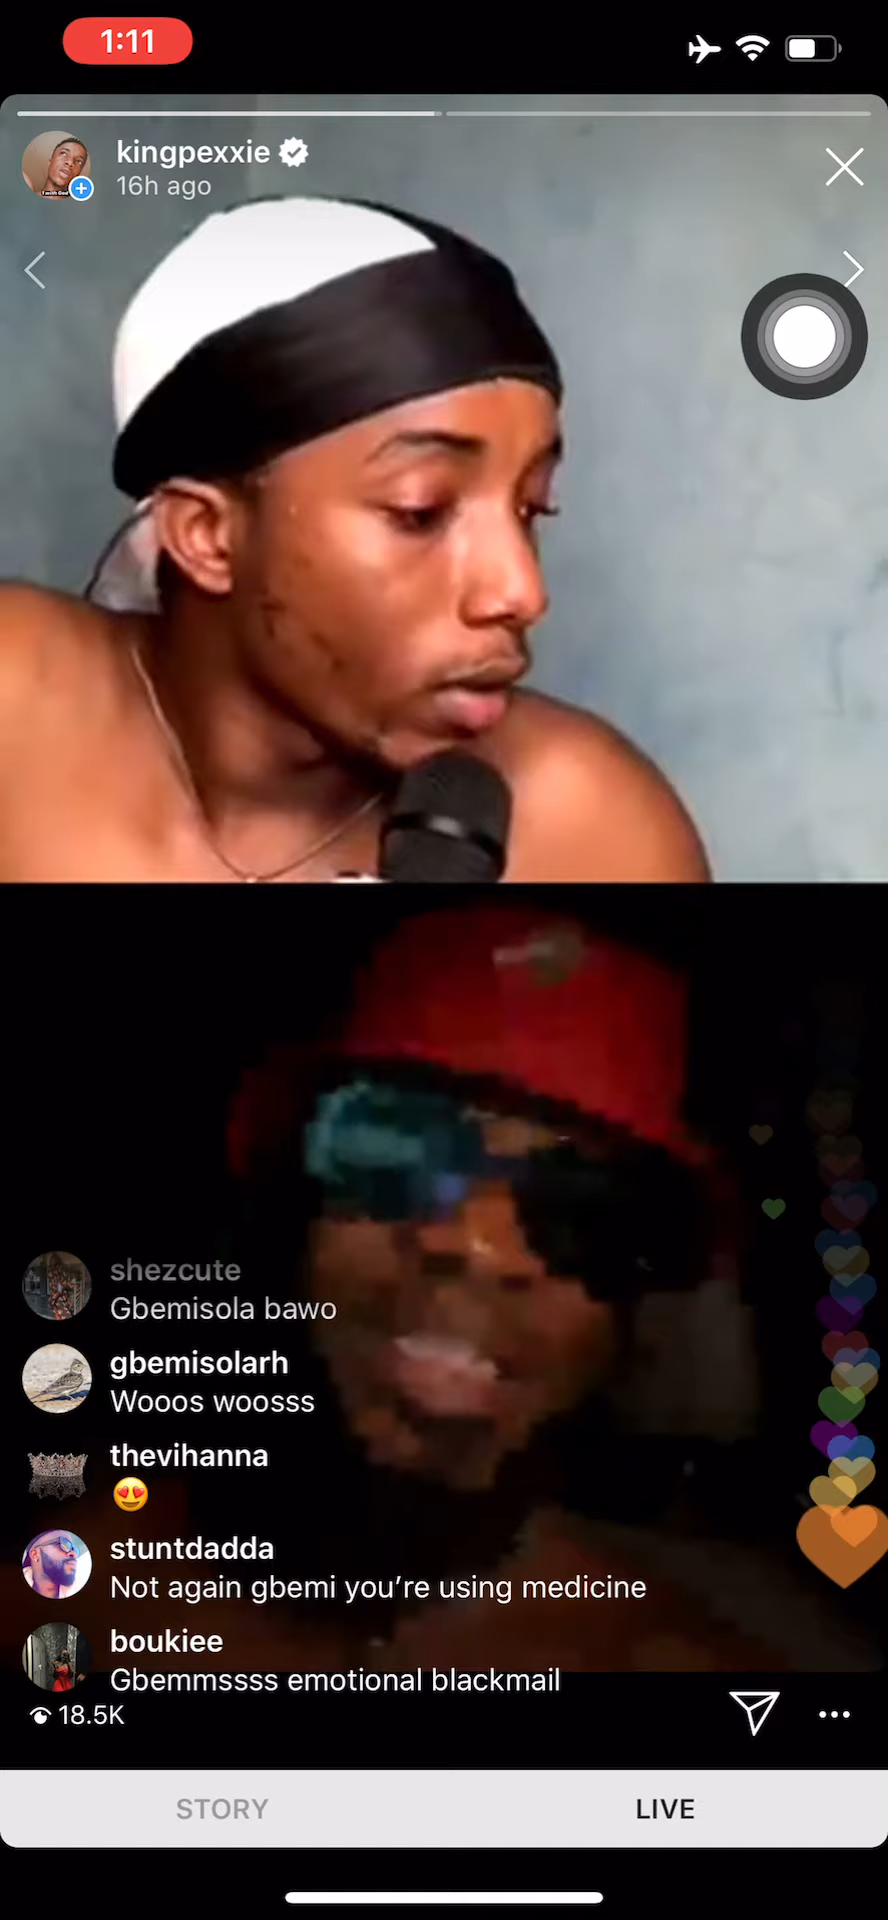 1:11
kingpexxie
16h ago
shezcute
Gbemisola bawo
gbemisolarh
Wooos woosss
thevihanna
😍
stuntdadda
Not again gbemi you're using medicine
boukiee
Gbemmssss emotional blackmail
18.5K
STORY
LIVE